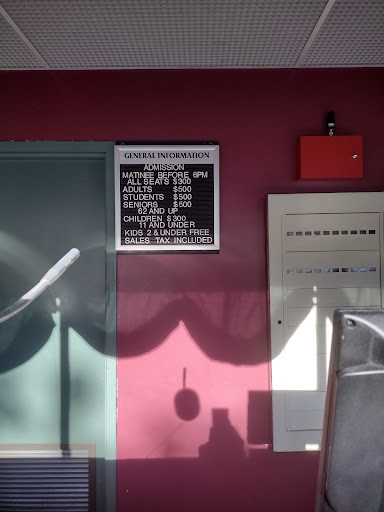 GENERAL INFORMATION
ADMISSION
MATINEE BEFORE 6PM
ALL SEATS $300
ADULTS $500
STUDENTS $500
SENIORS $500
62 AND UP
CHILDREN $300
11 AND UNDER
KIDS 2 & UNDER FREE
SALES TAX INCLUDED